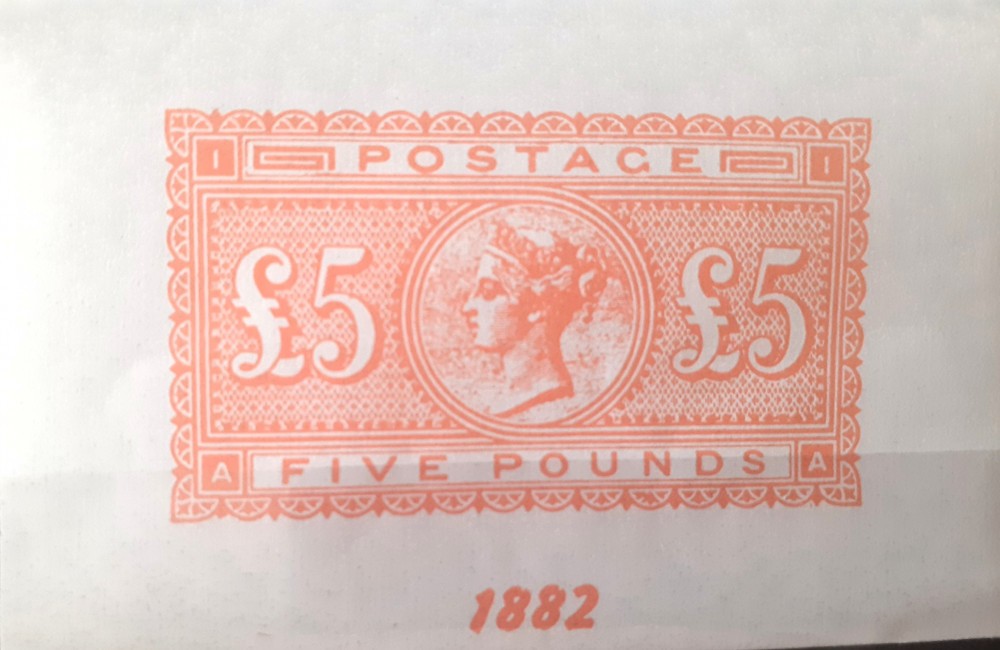 I POSTAGE I
£5 £5
A FIVE POUNDS A
1882